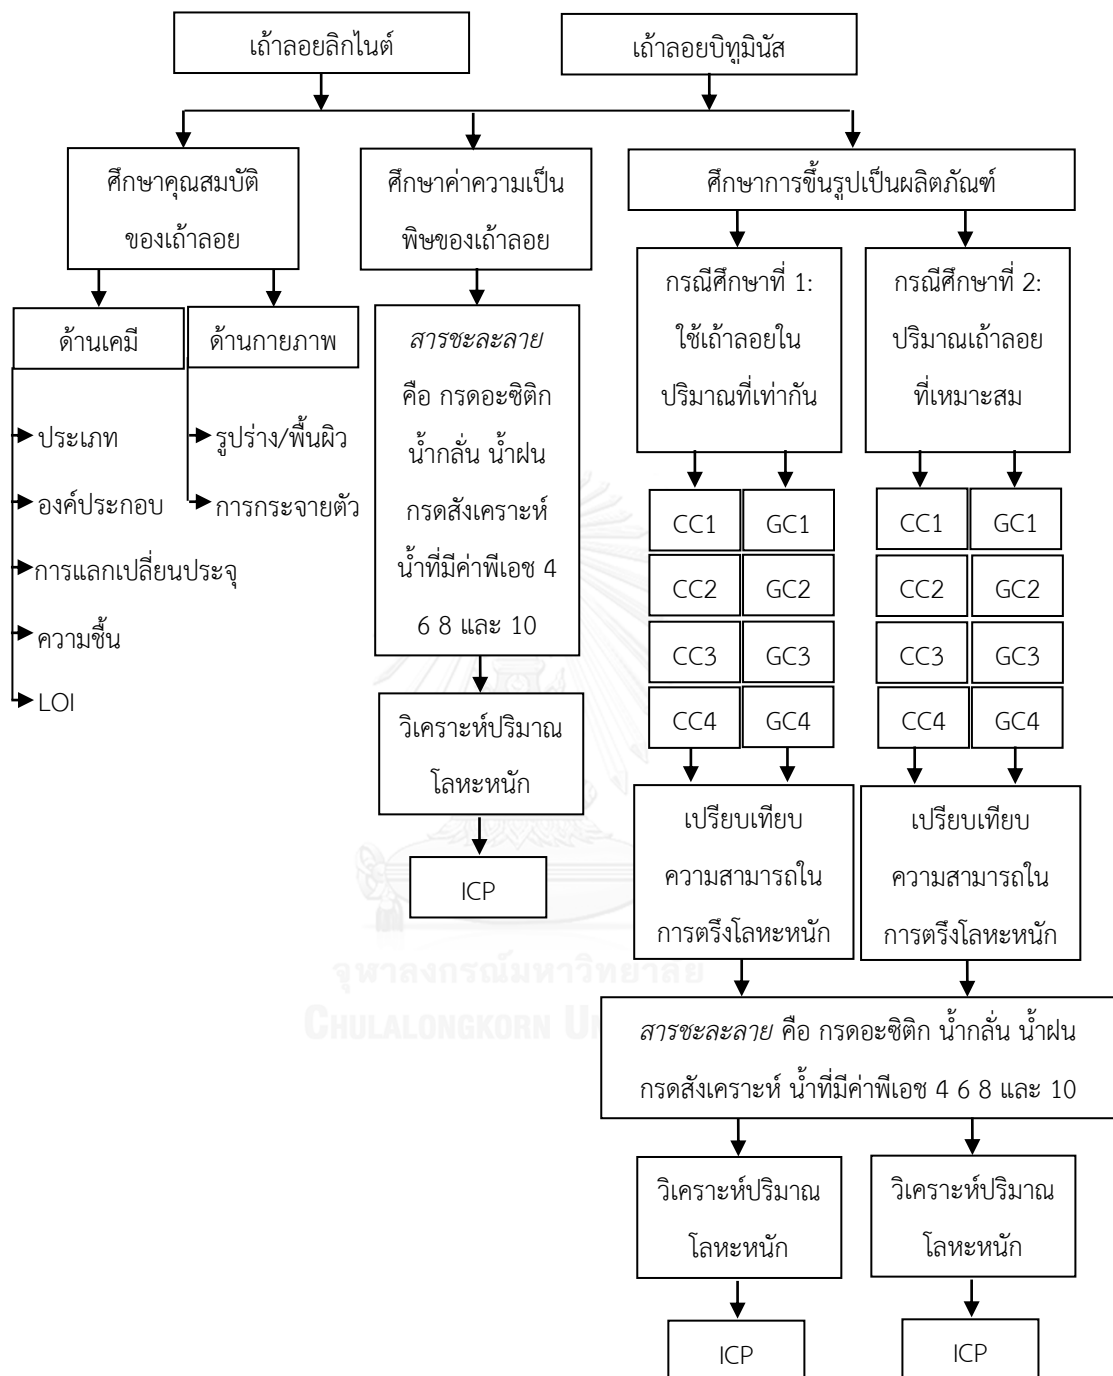 เถ้าลอยลิกไนต์
เถ้าลอยบิทูมินัส
ศึกษาคุณสมบัติ
ของเถ้าลอย
ศึกษาค่าความเป็น
พิษของเถ้าลอย
ศึกษาการขึ้นรูปเป็นผลิตภัณฑ์
ด้านเคมี
ด้านกายภาพ
ประเภท
องค์ประกอบ
การแลกเปลี่ยนประจุ
ความชื้น
LOI
รูปร่าง/พื้นผิว
การกระจายตัว
สารชะละลาย
คือ กรดอะซิติก
น้ำกลั่น น้ำฝน
กรดสังเคราะห์
น้ำที่มีค่าพีเอช 4
6 8 และ 10
วิเคราะห์ปริมาณ
โลหะหนัก
ICP
กรณีศึกษาที่ 1:
ใช้เถ้าลอยใน
ปริมาณที่เท่ากัน
กรณีศึกษาที่ 2:
ปริมาณเถ้าลอย
ที่เหมาะสม
CC1 GC1 CC1 GC1
CC2 GC2 CC2 GC2
CC3 GC3 CC3 GC3
CC4 GC4 CC4 GC4
เปรียบเทียบ
ความสามารถใน
การตรึงโลหะหนัก
เปรียบเทียบ
ความสามารถใน
การตรึงโลหะหนัก
สารชะละลาย คือ กรดอะซิติก น้ำกลั่น น้ำฝน
กรดสังเคราะห์ น้ำที่มีค่าพีเอช 4 6 8 และ 10
วิเคราะห์ปริมาณ
โลหะหนัก
วิเคราะห์ปริมาณ
โลหะหนัก
ICP
ICP
จุฬาลงกรณ์มหาวิทยาลัย
CHULALONGKORN U